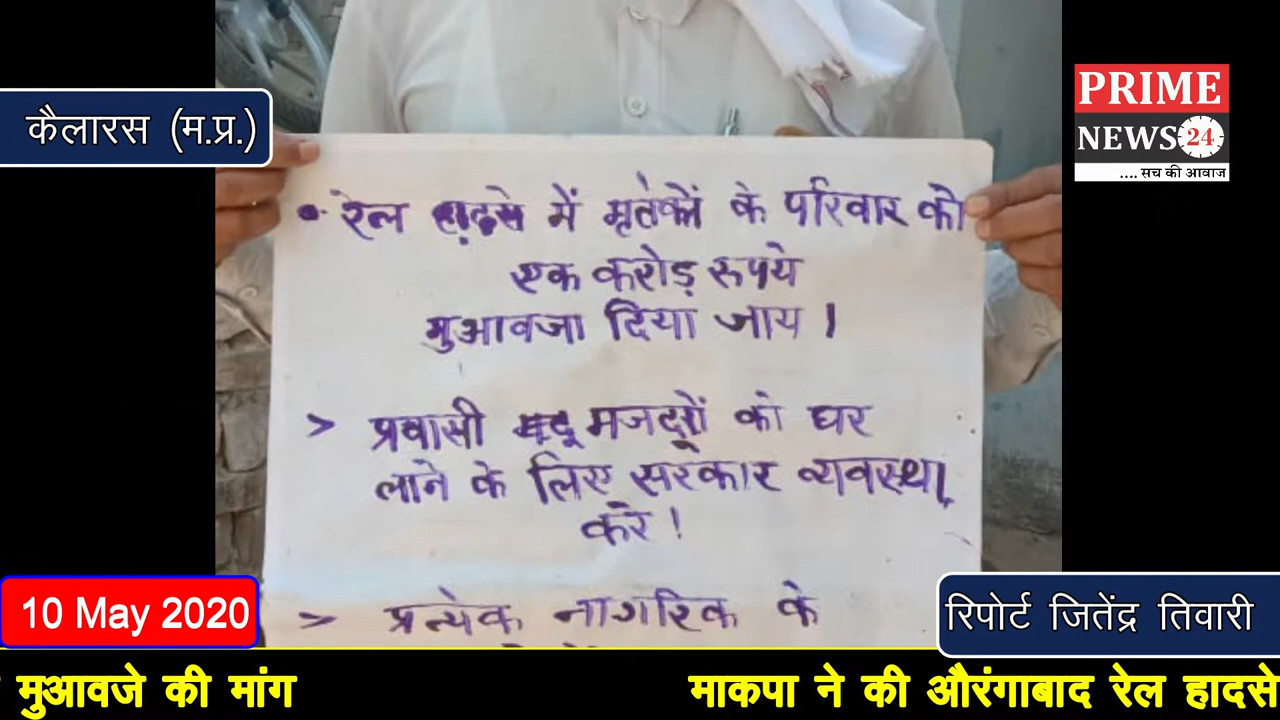 कैलारस (म.प्र.)
PRIME
NEWS 24
.... सच की आवाज
• रेल हादसे में मृतकों के परिवार को
एक करोड़ रुपये
मुआवजा दिया जाय।
> प्रवासी मजदूरों को घर
लाने के लिए सरकार व्यवस्था
करे!
> प्रत्येक नागरिक के
10 May 2020
रिपोर्ट जितेंद्र तिवारी
मुआवजे की मांग माकपा ने की औरंगाबाद रेल हादसे